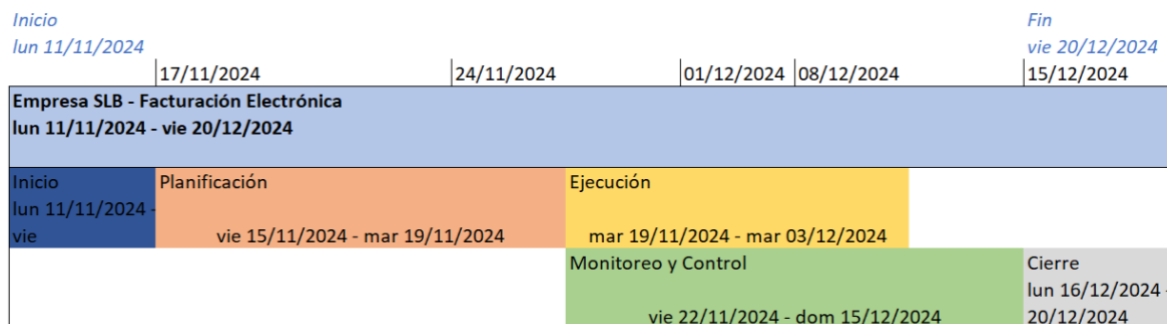 Inicio
lun 11/11/2024
Fin
vie 20/12/2024
17/11/2024
24/11/2024
01/12/2024
08/12/2024
15/12/2024
Empresa SLB - Facturación Electrónica
lun 11/11/2024 - vie 20/12/2024
Inicio
lun 11/11/2024 -
vie
Planificación
vie 15/11/2024 - mar 19/11/2024
Ejecución
mar 19/11/2024 - mar 03/12/2024
Monitoreo y Control
vie 22/11/2024 - dom 15/12/2024
Cierre
lun 16/12/2024 -
20/12/2024